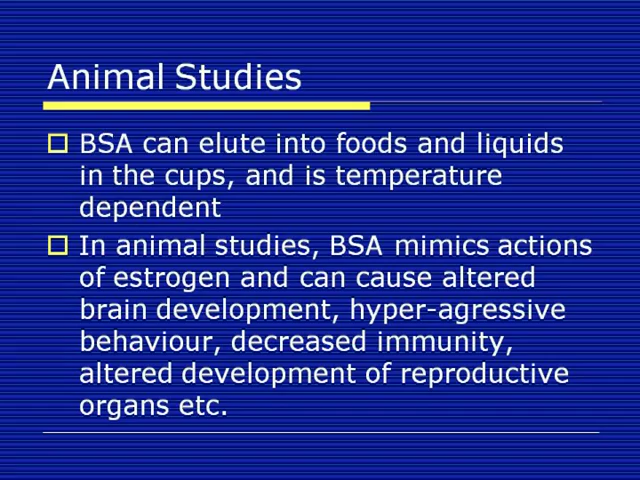 Animal Studies
BSA can elute into foods and liquids
in the cups, and is temperature
dependent
In animal studies, BSA mimics actions
of estrogen and can cause altered
brain development, hyper-agressive
behaviour, decreased immunity,
altered development of reproductive
organs etc.